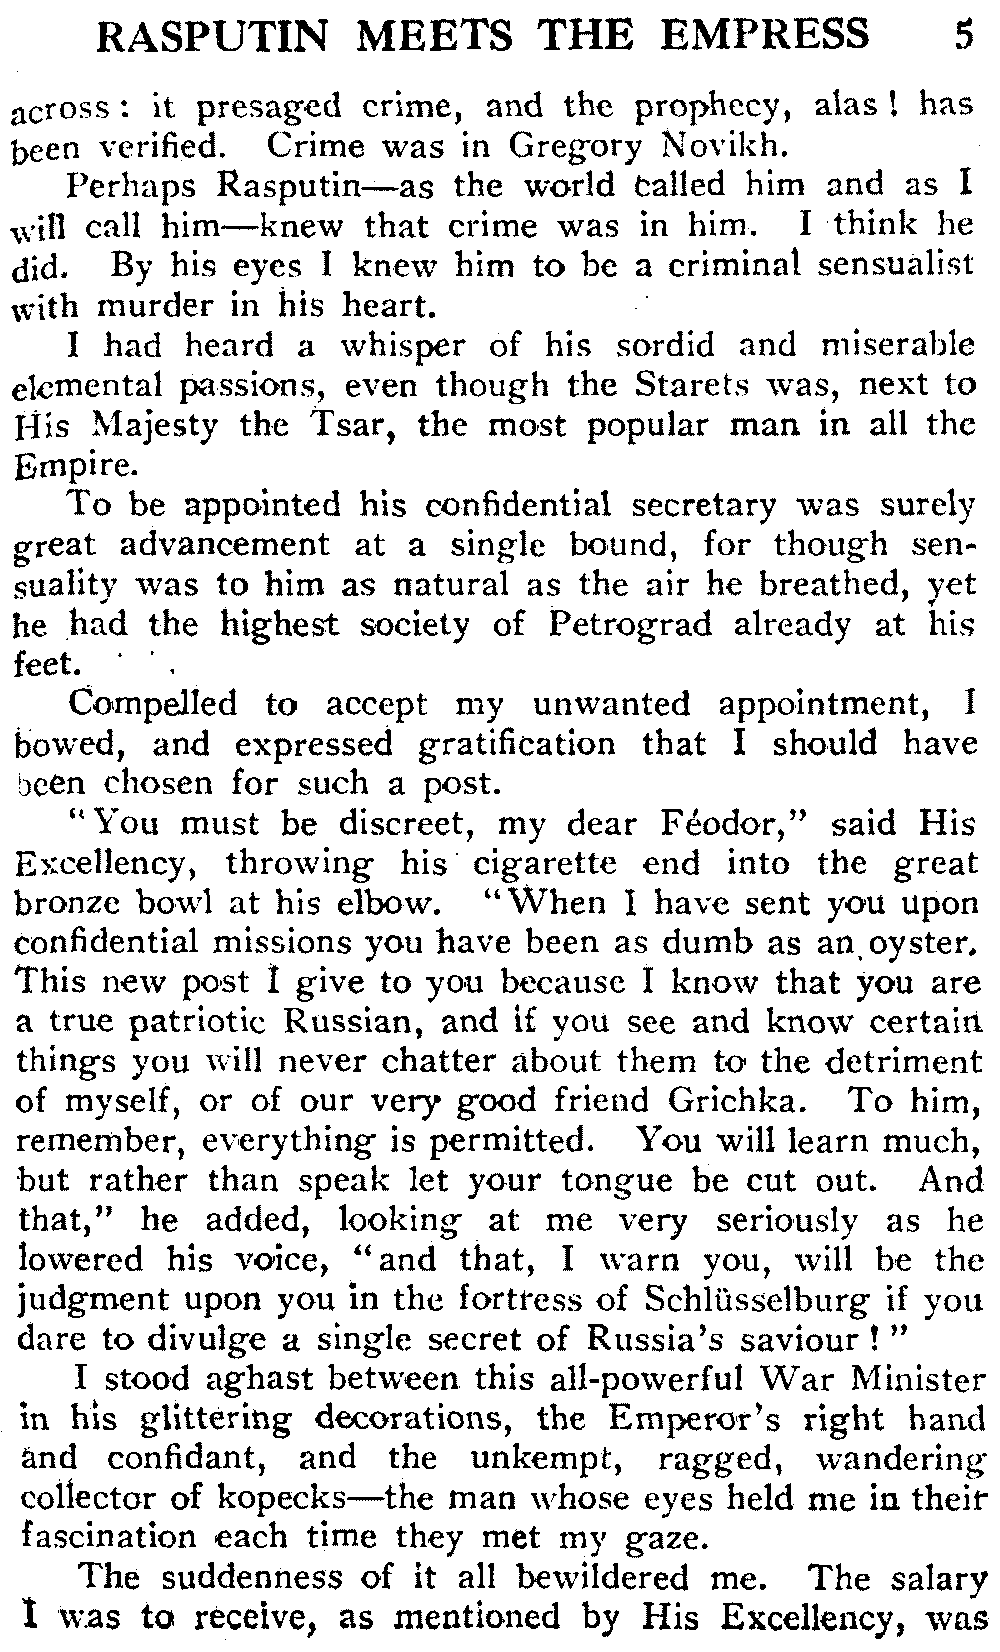 RASPUTIN MEETS THE EMPRESS 5
across : it presaged crime, and the prophecy, alas ! has
been verified. Crime was in Gregory Novikh.
Perhaps Rasputin—as the world called him and as I
will call him—knew that crime was in him. I think he
did. By his eyes I knew him to be a criminal sensualist
with murder in his heart.
I had heard a whisper of his sordid and miserable
elemental passions, even though the Starets was, next to
His Majesty the Tsar, the most popular man in all the
Empire.
To be appointed his confidential secretary was surely
great advancement at a single bound, for though sen-
suality was to him as natural as the air he breathed, yet
he had the highest society of Petrograd already at his
feet.
Compelled to accept my unwanted appointment, I
bowed, and expressed gratification that I should have
been chosen for such a post.
“You must be discreet, my dear Féodor,” said His
Excellency, throwing his cigarette end into the great
bronze bowl at his elbow. “When I have sent you upon
confidential missions you have been as dumb as an oyster.
This new post I give to you because I know that you are
a true patriotic Russian, and if you see and know certain
things you will never chatter about them to the detriment
of myself, or of our very good friend Grichka. To him,
remember, everything is permitted. You will learn much,
but rather than speak let your tongue be cut out. And
that,” he added, looking at me very seriously as he
lowered his voice, “and that, I warn you, will be the
judgment upon you in the fortress of Schlüsselburg if you
dare to divulge a single secret of Russia’s saviour ! ”
I stood aghast between this all-powerful War Minister
in his glittering decorations, the Emperor’s right hand
and confidant, and the unkempt, ragged, wandering
collector of kopecks—the man whose eyes held me in their
fascination each time they met my gaze.
The suddenness of it all bewildered me. The salary
I was to receive, as mentioned by His Excellency, was